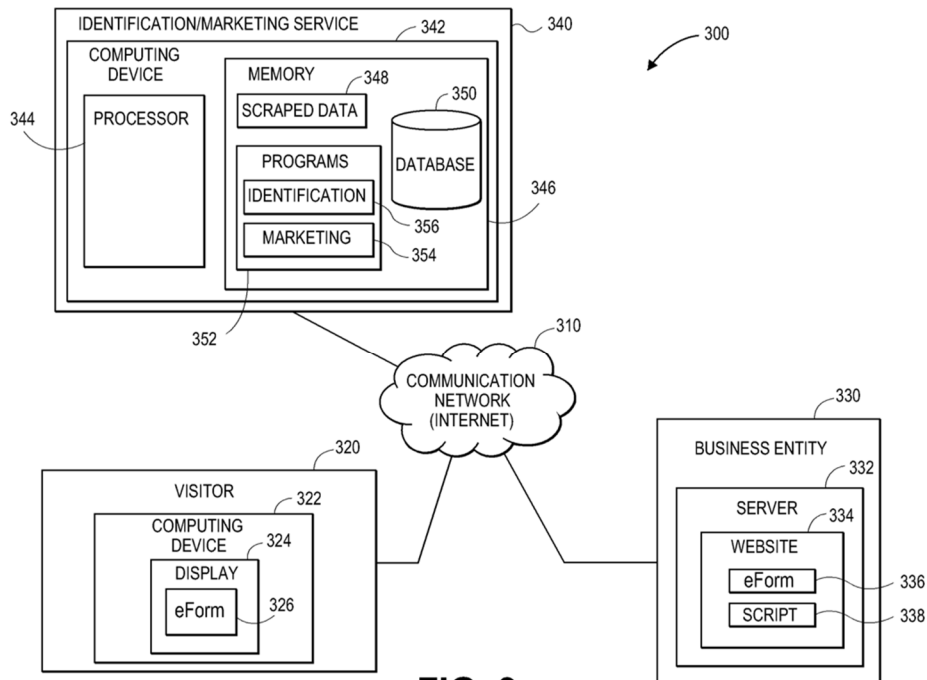 IDENTIFICATION/MARKETING SERVICE
340
342
300
COMPUTING
DEVICE
MEMORY
348
344
PROCESSOR
SCRAPED DATA
350
DATABASE
PROGRAMS
IDENTIFICATION
346
356
MARKETING
354
352
310
COMMUNICATION
NETWORK
(INTERNET)
330
BUSINESS ENTITY
320
VISITOR
332
SERVER
322
COMPUTING
DEVICE
334
WEBSITE
324
DISPLAY
eForm
336
eForm
326
SCRIPT
338